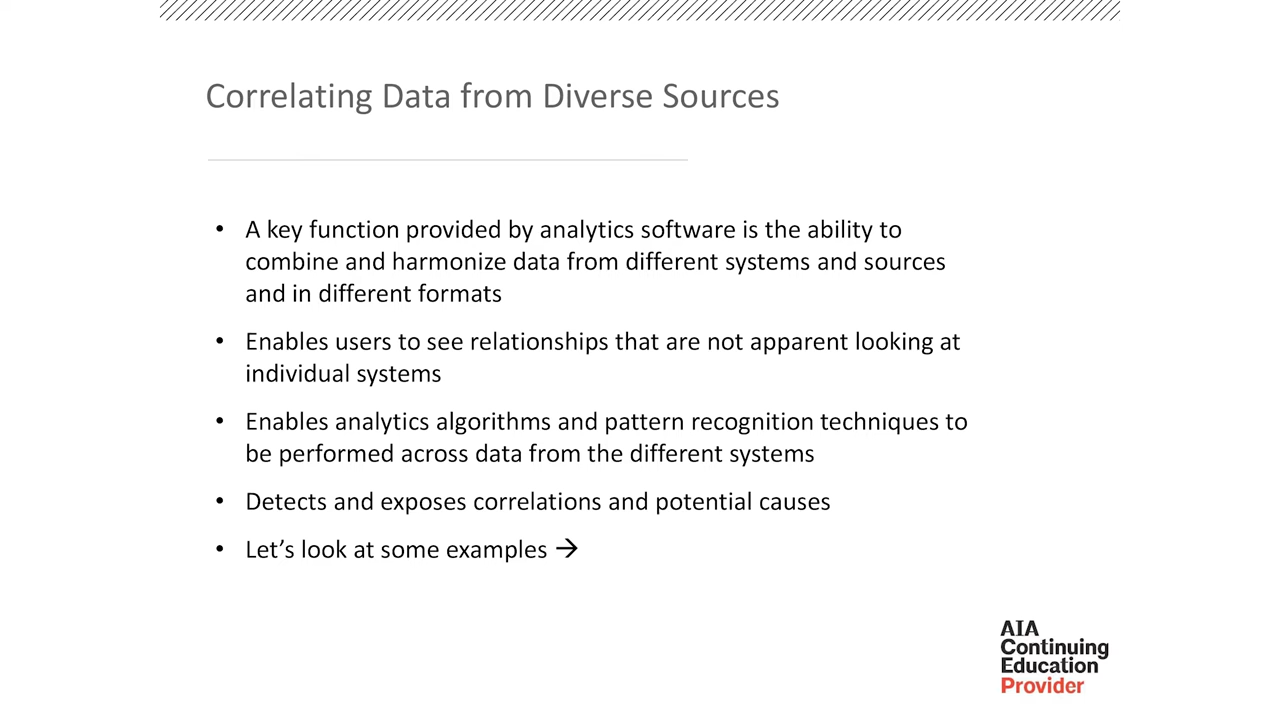 Correlating Data from Diverse Sources
• A key function provided by analytics software is the ability to
combine and harmonize data from different systems and sources
and in different formats
• Enables users to see relationships that are not apparent looking at
individual systems
• Enables analytics algorithms and pattern recognition techniques to
be performed across data from the different systems
• Detects and exposes correlations and potential causes
• Let’s look at some examples →
AIA
Continuing
Education
Provider